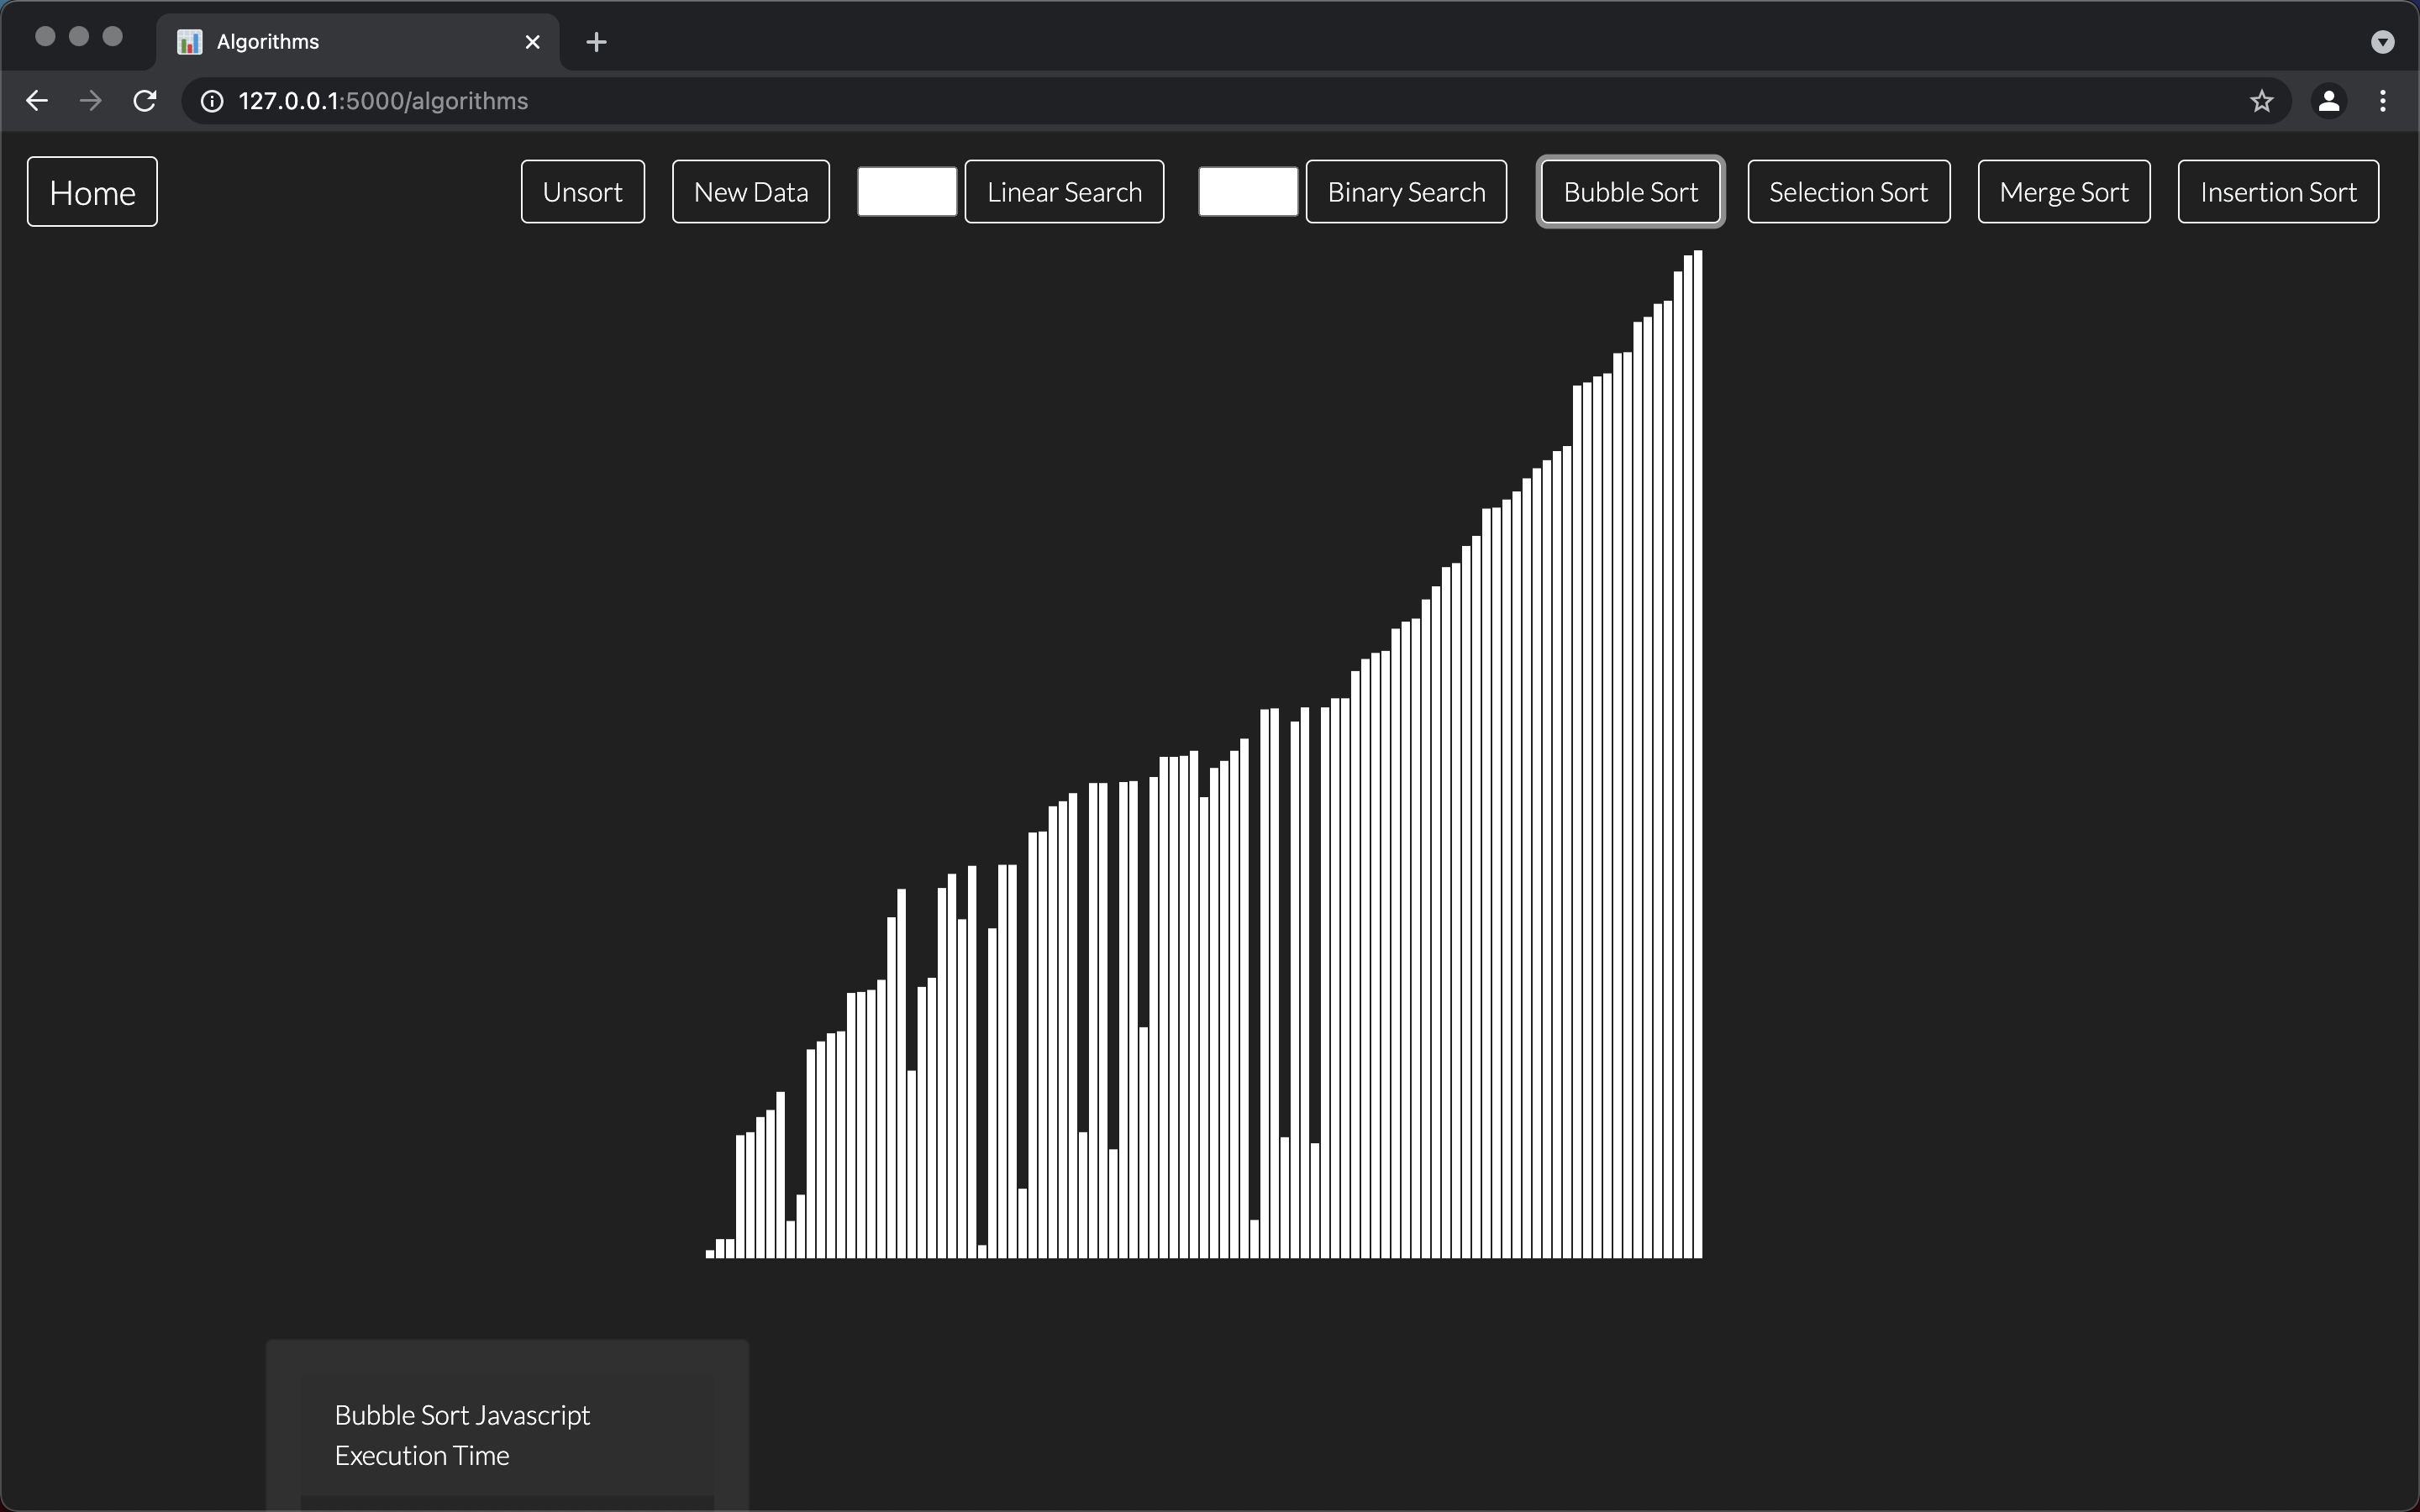 Algorithms
127.0.0.1:5000/algorithms
Home
Unsort
New Data
Linear Search
Binary Search
Bubble Sort
Selection Sort
Merge Sort
Insertion Sort
Bubble Sort Javascript
Execution Time